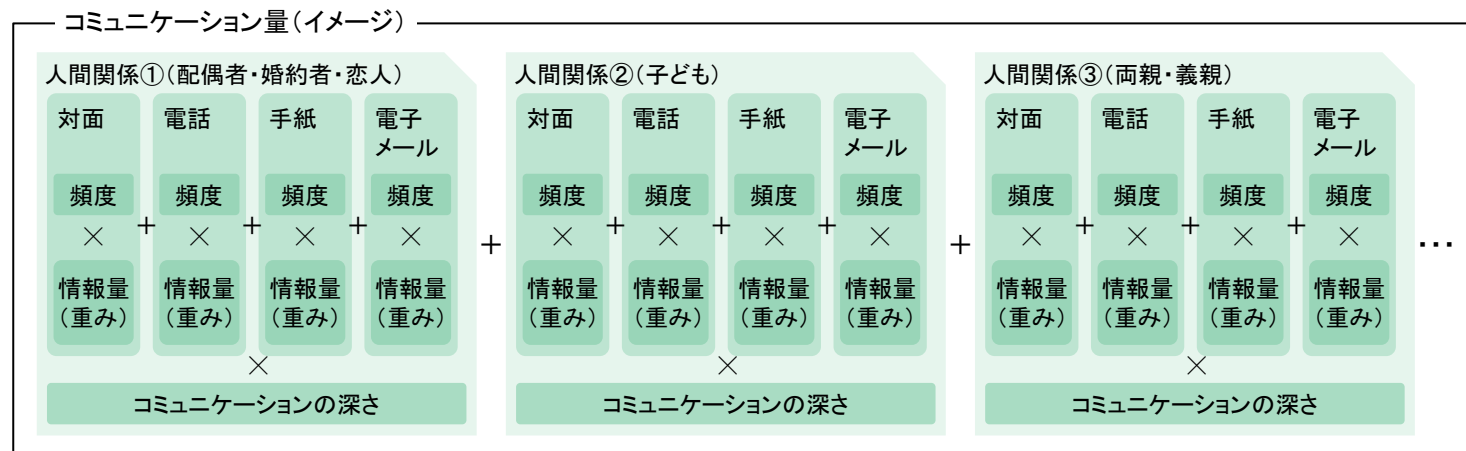 コミュニケーション量(イメージ)
人間関係①(配偶者・婚約者・恋人)
対面
電話
手紙
電子
メール
頻度
頻度
頻度
頻度
×
+
×
+
×
+
×
情報量
(重み)
情報量
(重み)
情報量
(重み)
情報量
(重み)
×
コミュニケーションの深さ
+
人間関係②(子ども)
対面
電話
手紙
電子
メール
頻度
頻度
頻度
頻度
×
+
×
+
×
+
×
情報量
(重み)
情報量
(重み)
情報量
(重み)
情報量
(重み)
×
コミュニケーションの深さ
+
人間関係③(両親・義親)
対面
電話
手紙
電子
メール
頻度
頻度
頻度
頻度
×
+
×
+
×
+
×
情報量
(重み)
情報量
(重み)
情報量
(重み)
情報量
(重み)
×
コミュニケーションの深さ
…